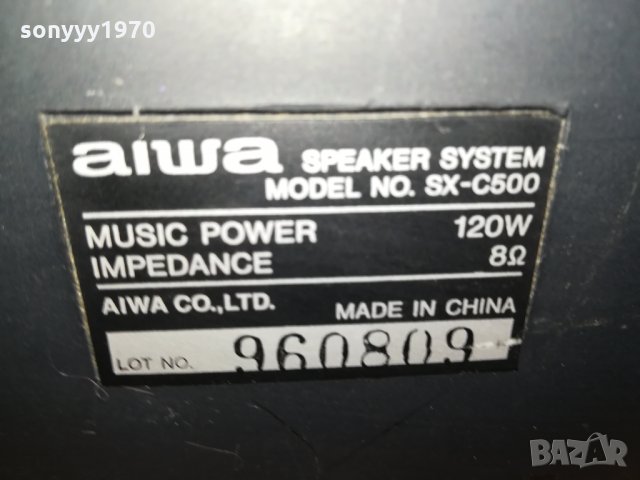 sonyyy1970
aiwa SPEAKER SYSTEM
MODEL NO. SX-C500
MUSIC POWER 120W
IMPEDANCE 8Ω
AIWA CO.,LTD. MADE IN CHINA
LOT NO. 960809
BAZAR